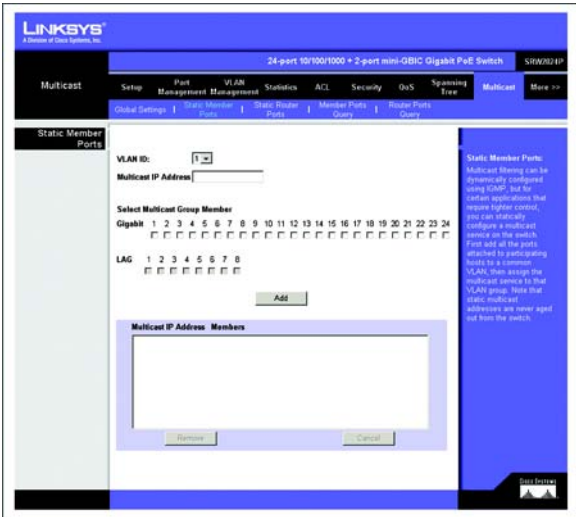 LINKSYS®
A Division of Cisco Systems, Inc.
24-port 10/100/1000 + 2-port mini-GBIC Gigabit PoE Switch SRW2024P
Multicast
Setup Port Management VLAN Management Statistics ACL Security QoS Spanning Tree Multicast More >>
Global Settings | Static Member Ports | Static Router Ports | Member Ports Query | Router Ports Query
Static Member Ports
VLAN ID: 1
Multicast IP Address
Select Multicast Group Member
Gigabit 1 2 3 4 5 6 7 8 9 10 11 12 13 14 15 16 17 18 19 20 21 22 23 24
LAG 1 2 3 4 5 6 7 8
Add
Multicast IP Address Members
Remove Cancel
Static Member Ports:
Multicast filtering can be
dynamically configured
using IGMP, but for
certain applications that
require tighter control,
you can statically
configure a multicast
service on the switch.
First add all the ports
attached to participating
hosts to a common
VLAN, then assign the
multicast service to that
VLAN group. Note that
static multicast
addresses are never aged
out from the switch.
Cisco Systems